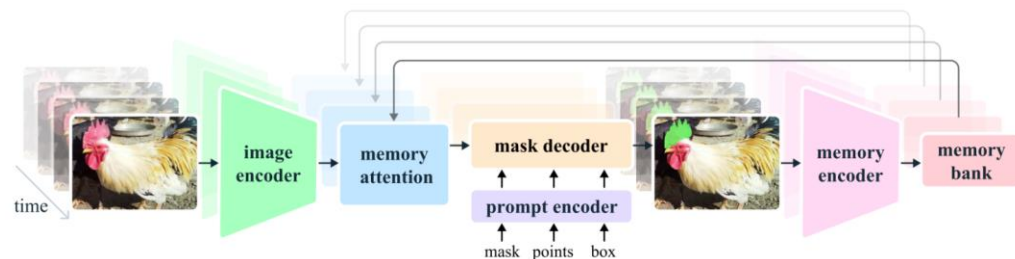 time
image
encoder
memory
attention
mask decoder
prompt encoder
mask points box
memory
encoder
memory
bank